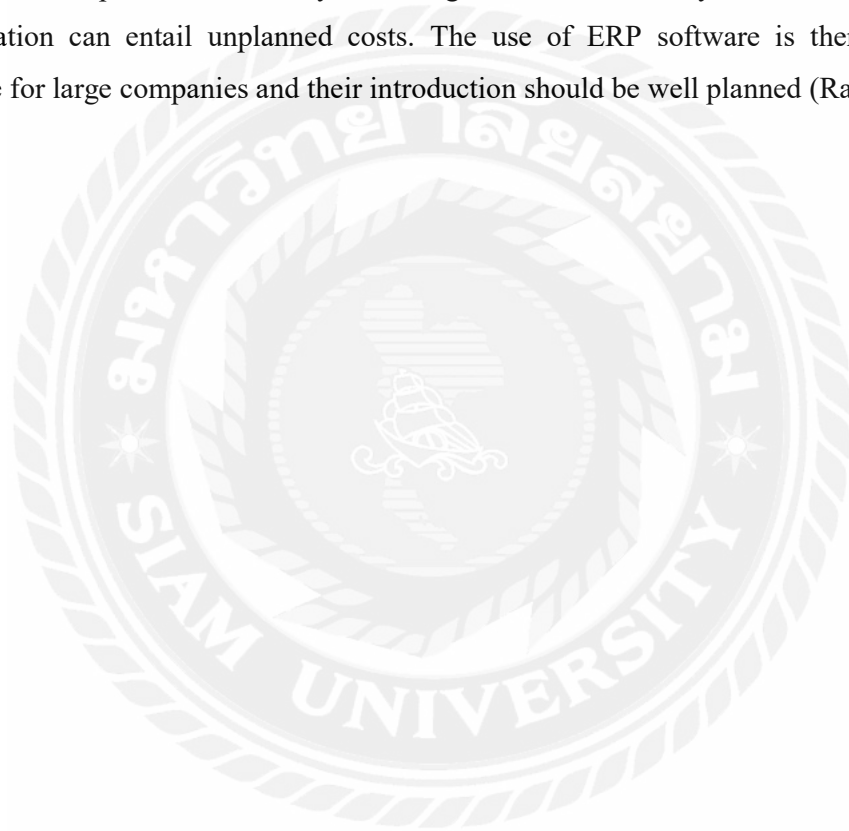 ation can entail unplanned costs. The use of ERP software is ther
e for large companies and their introduction should be well planned (Ra
มหาวิทยาลัยสยาม
SIAM UNIVERSITY